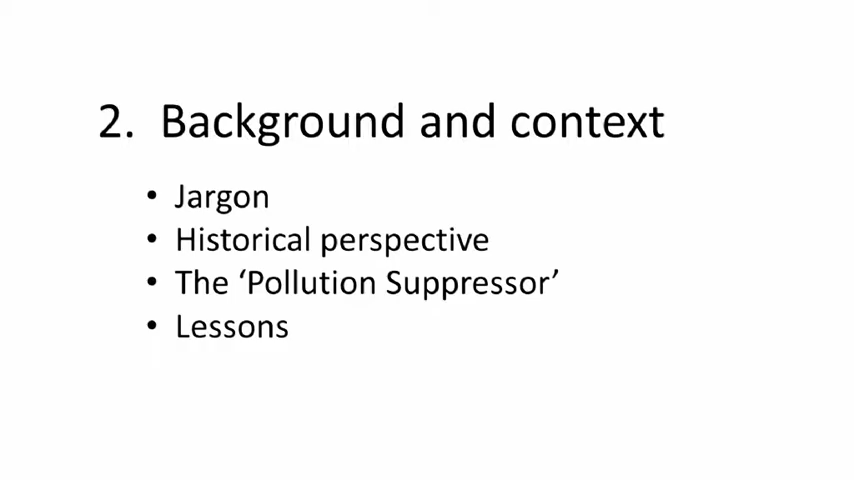 2. Background and context
• Jargon
• Historical perspective
• The ‘Pollution Suppressor’
• Lessons